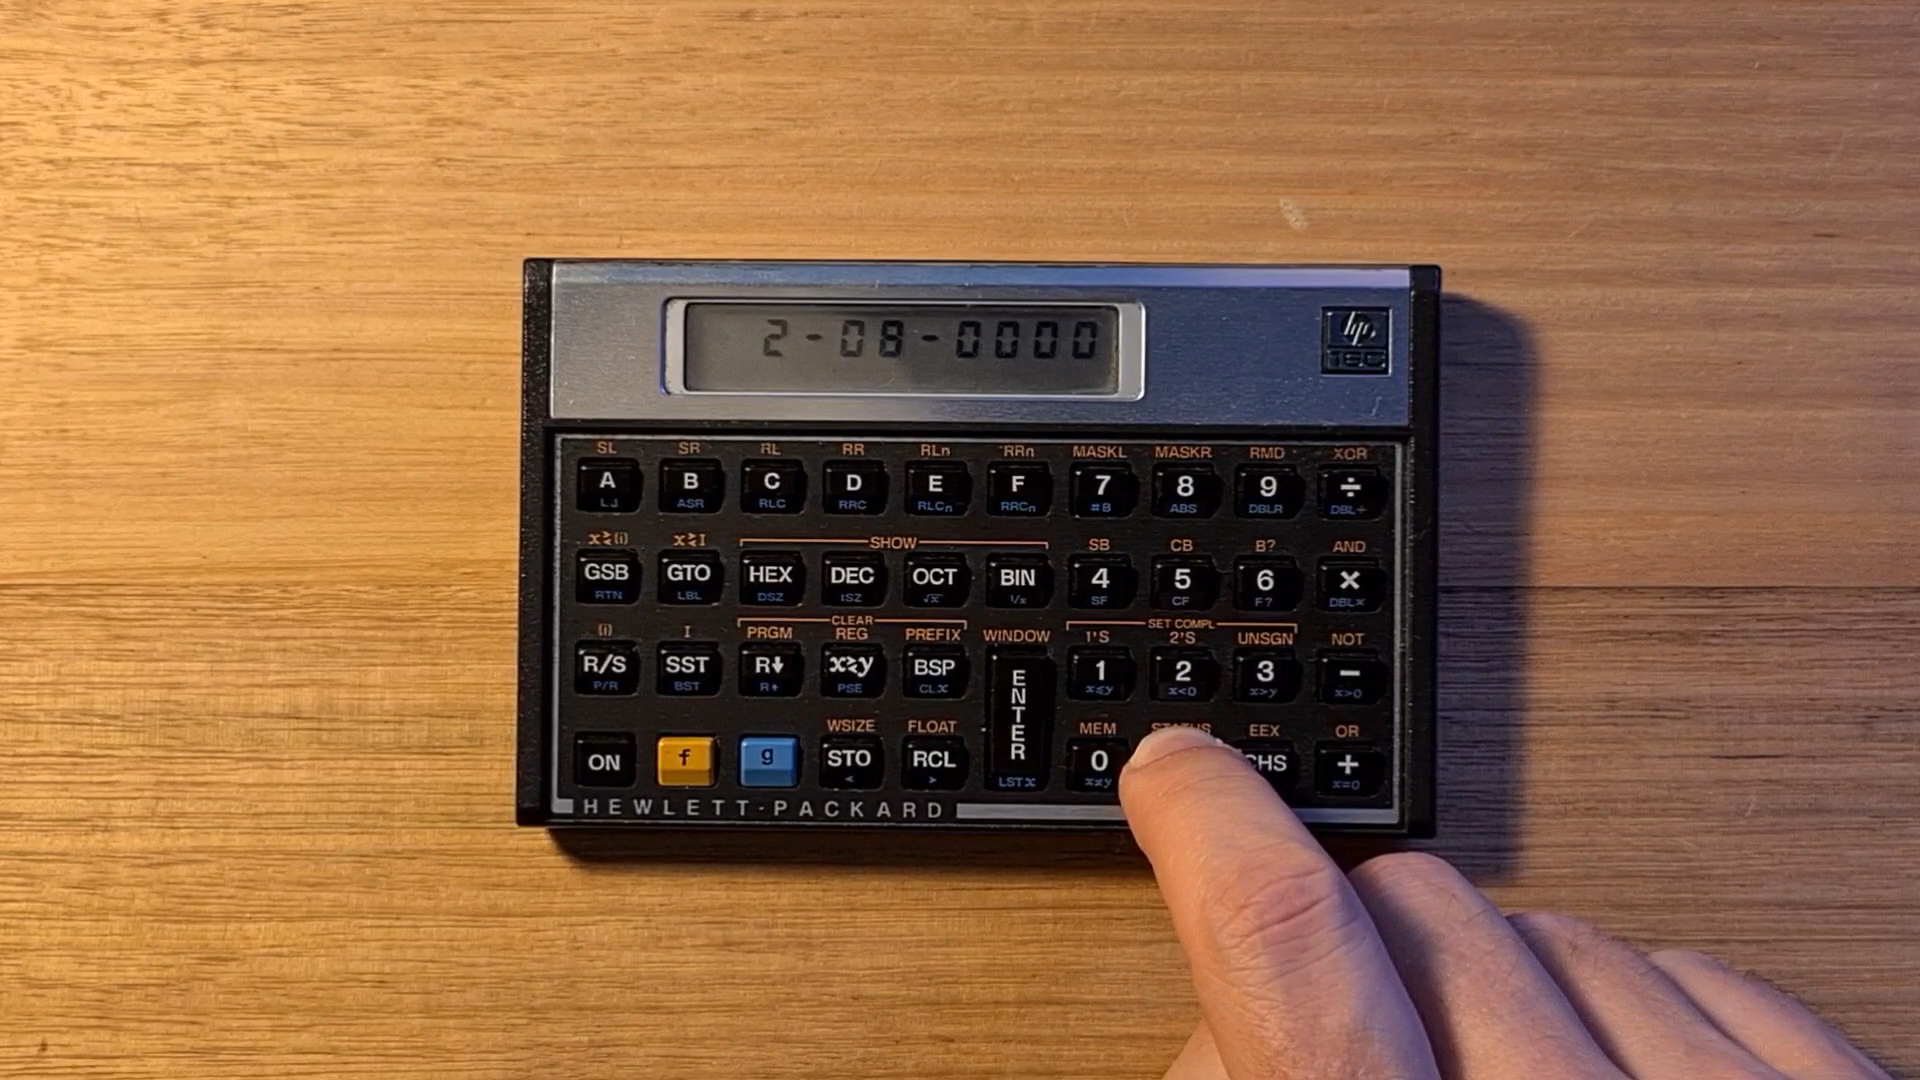 2-08-0000
hp
16C
SL SR RL RR RLn RRn MASKL MASKR RMD XOR
A B C D E F 7 8 9 ÷
LJ ASR RLC RRC RLCn RRCn #B ABS DBLR DBL÷
x≷(i) x≷I SHOW SB CB B? AND
GSB GTO HEX DEC OCT BIN 4 5 6 ×
RTN LBL DSZ ISZ √x 1/x SF CF F? DBL×
CLEAR SET COMPL
(i) I PRGM REG PREFIX WINDOW 1'S 2'S UNSGN NOT
R/S SST R↓ x≷y BSP ENTER 1 2 3 −
P/R BST R↑ PSE CLX x≤y x<0 x>y x>0
WSIZE FLOAT MEM STATUS EEX OR
ON f g STO RCL 0 CHS +
< > LSTX x≠y x=0
HEWLETT-PACKARD